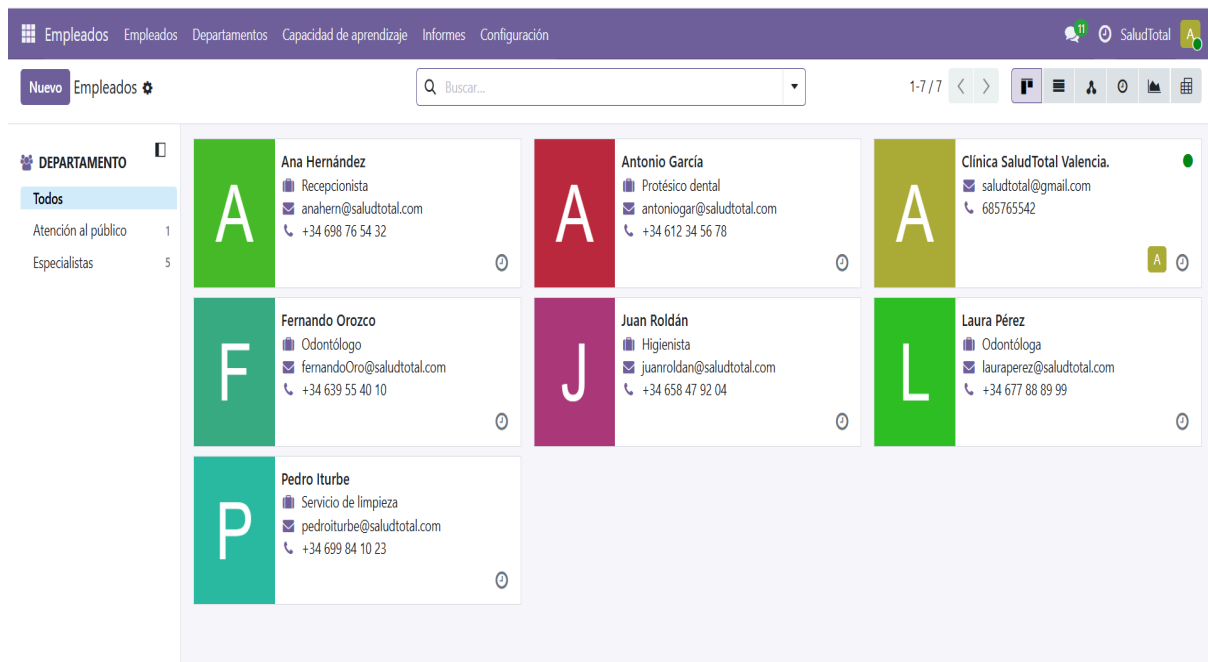 Empleados Empleados Departamentos Capacidad de aprendizaje Informes Configuración 11 SaludTotal A
Nuevo Empleados Buscar... 1-7 / 7
DEPARTAMENTO
Todos
Atención al público 1
Especialistas 5
A
Ana Hernández
Recepcionista
anahern@saludtotal.com
+34 698 76 54 32
A
Antonio García
Protésico dental
antoniogar@saludtotal.com
+34 612 34 56 78
A
Clínica SaludTotal Valencia.
saludtotal@gmail.com
685765542
A
F
Fernando Orozco
Odontólogo
fernandoOro@saludtotal.com
+34 639 55 40 10
J
Juan Roldán
Higienista
juanroldan@saludtotal.com
+34 658 47 92 04
L
Laura Pérez
Odontóloga
lauraperez@saludtotal.com
+34 677 88 89 99
P
Pedro Iturbe
Servicio de limpieza
pedroiturbe@saludtotal.com
+34 699 84 10 23